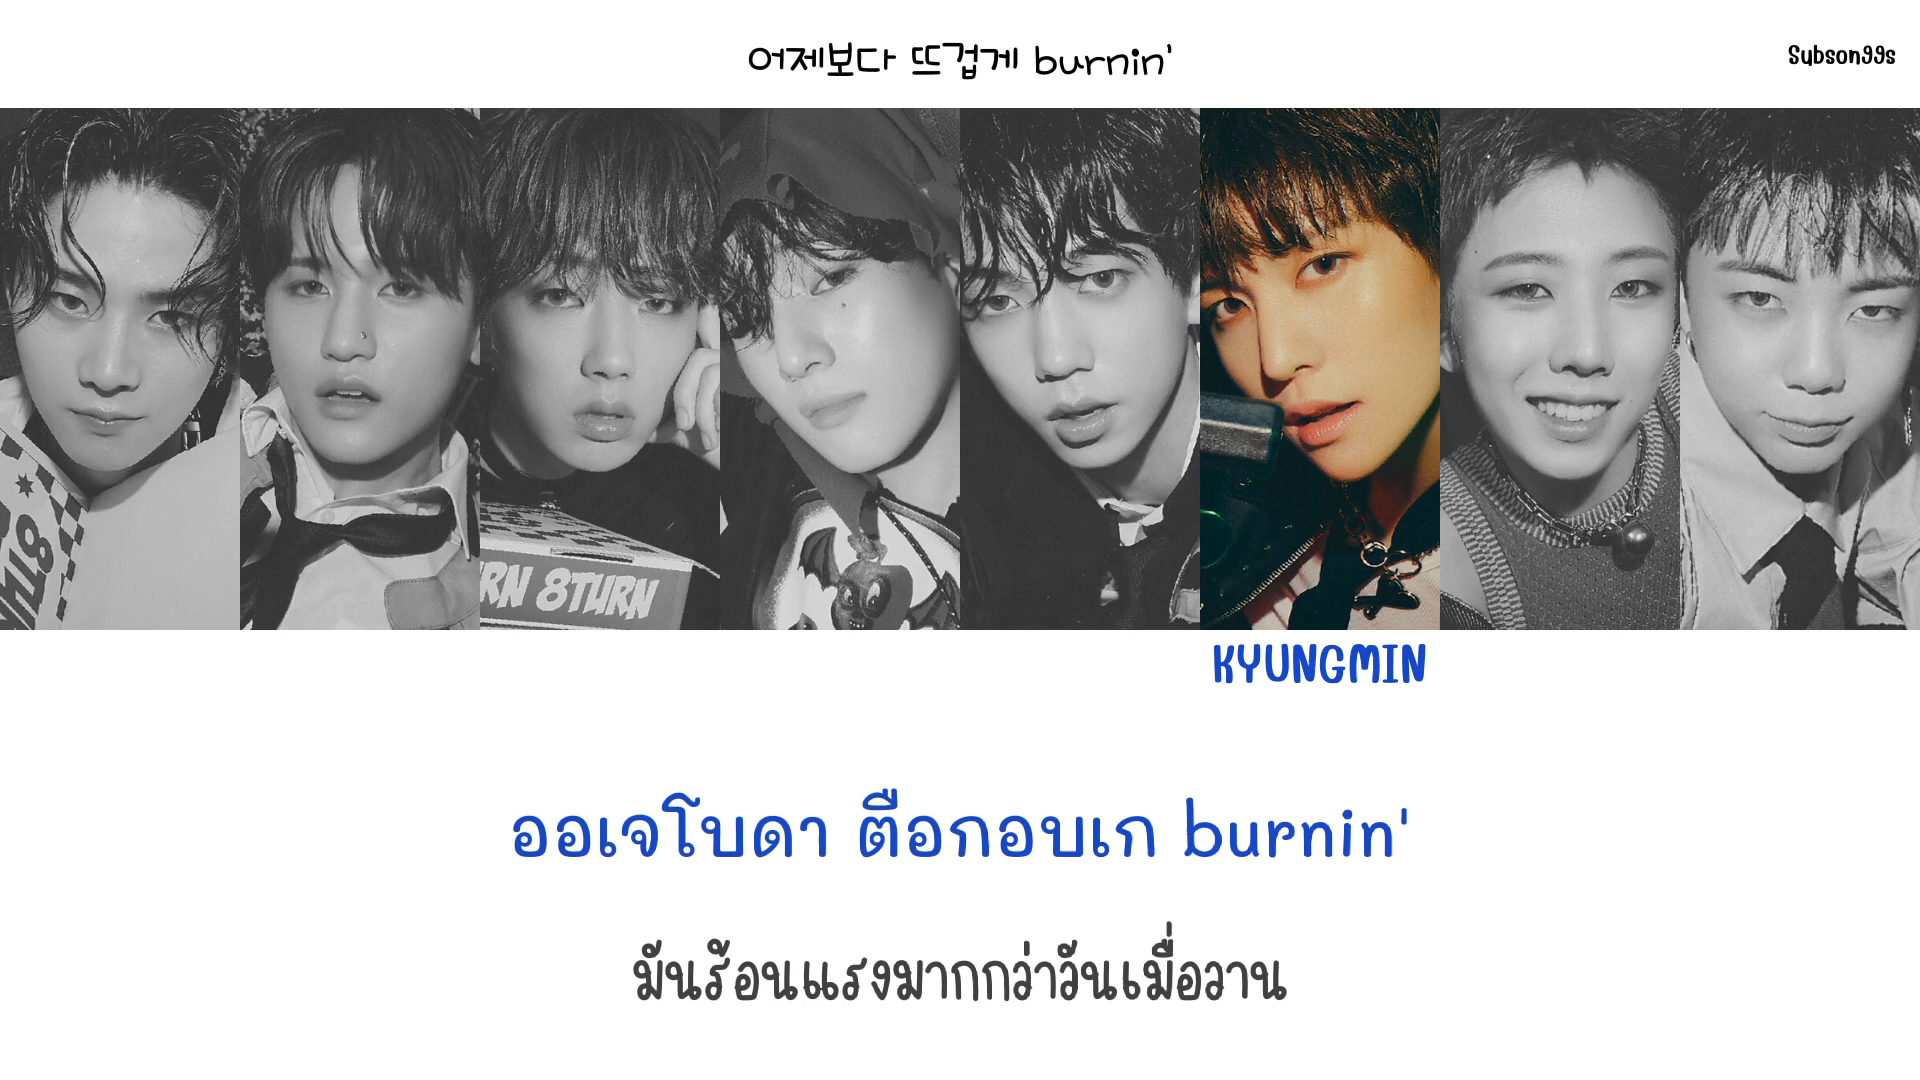 어제보다 뜨겁게 burnin'
Subson99s
8TURN
RN 8TURN
KYUNGMIN
ออเจโบดา ตือกอบเก burnin'
มันร้อนแรงมากกว่าวันเมื่อวาน